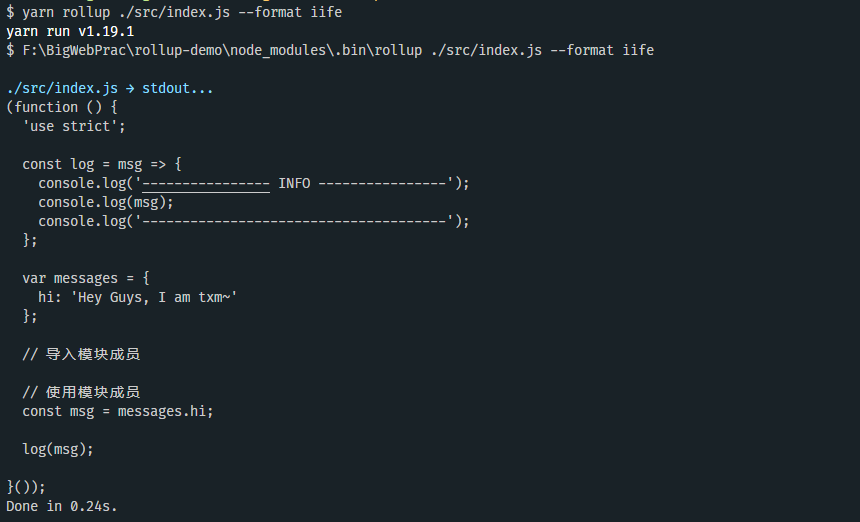 $ yarn rollup ./src/index.js --format iife
yarn run v1.19.1
$ F:\BigWebPrac\rollup-demo\node_modules\.bin\rollup ./src/index.js --format iife
./src/index.js → stdout...
(function () {
'use strict';
const log = msg => {
console.log('---------------- INFO ----------------');
console.log(msg);
console.log('--------------------------------------');
};
var messages = {
hi: 'Hey Guys, I am txm~'
};
// 导入模块成员
// 使用模块成员
const msg = messages.hi;
log(msg);
}());
Done in 0.24s.